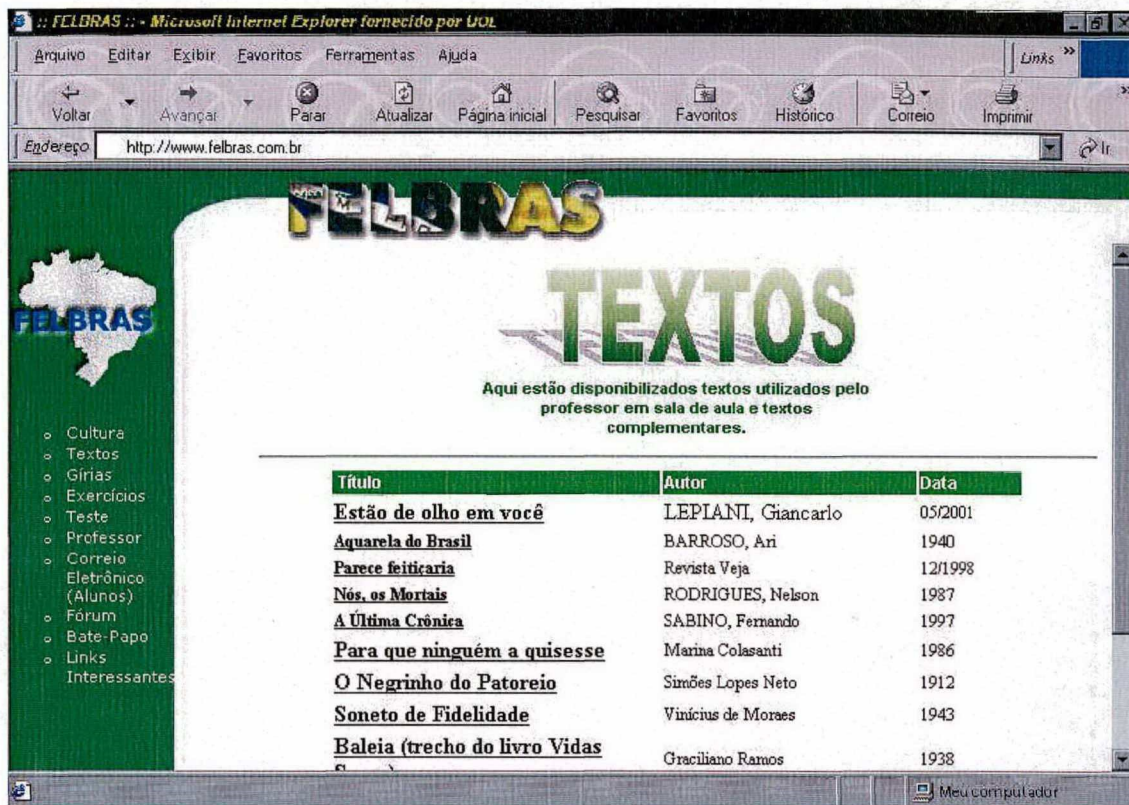 :: FELBRAS :: - Microsoft Internet Explorer fornecido por UOL
Arquivo Editar Exibir Favoritos Ferramentas Ajuda Links »
Voltar Avançar Parar Atualizar Página inicial Pesquisar Favoritos Histórico Correio Imprimir »
Endereço http://www.felbras.com.br Ir
FELBRAS
FELBRAS
TEXTOS
Aqui estão disponibilizados textos utilizados pelo
professor em sala de aula e textos
complementares.
Cultura
Textos
Gírias
Exercícios
Teste
Professor
Correio
Eletrônico
(Alunos)
Fórum
Bate-Papo
Links
Interessantes
Título Autor Data
Estão de olho em você LEPIANI, Giancarlo 05/2001
Aquarela do Brasil BARROSO, Ari 1940
Parece feitiçaria Revista Veja 12/1998
Nós, os Mortais RODRIGUES, Nelson 1987
A Última Crônica SABINO, Fernando 1997
Para que ninguém a quisesse Marina Colasanti 1986
O Negrinho do Patoreio Simões Lopes Neto 1912
Soneto de Fidelidade Vinícius de Moraes 1943
Baleia (trecho do livro Vidas Graciliano Ramos 1938
Meu computador